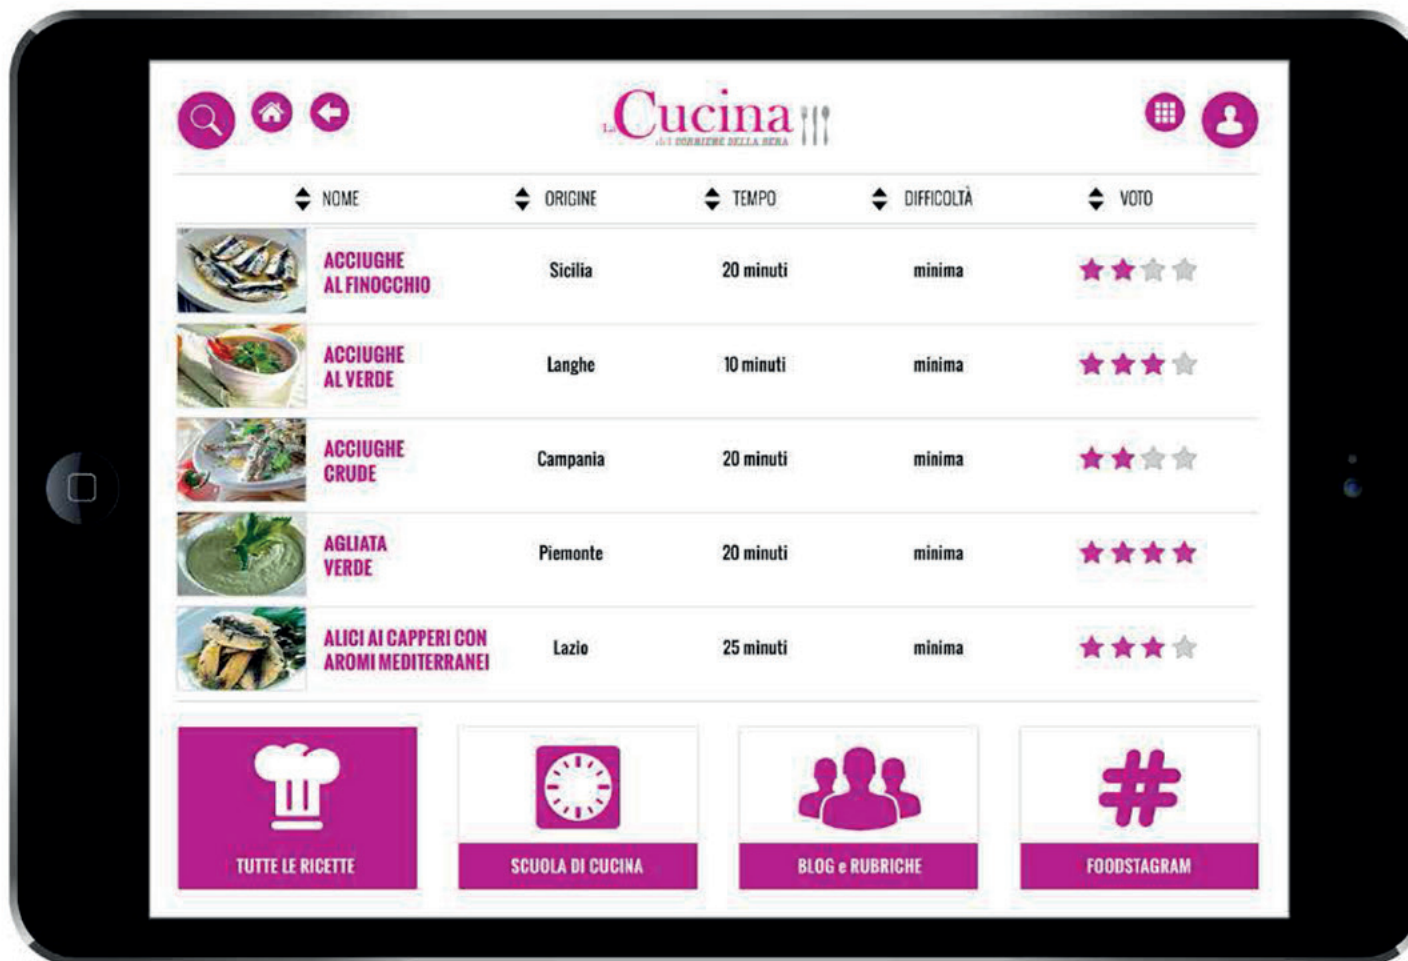 La Cucina
del CORRIERE DELLA SERA
NOME ORIGINE TEMPO DIFFICOLTÀ VOTO
ACCIUGHE
AL FINOCCHIO
Sicilia 20 minuti minima
ACCIUGHE
AL VERDE
Langhe 10 minuti minima
ACCIUGHE
CRUDE
Campania 20 minuti minima
AGLIATA
VERDE
Piemonte 20 minuti minima
ALICI AI CAPPERI CON
AROMI MEDITERRANEI
Lazio 25 minuti minima
TUTTE LE RICETTE
SCUOLA DI CUCINA
BLOG e RUBRICHE
#
FOODSTAGRAM